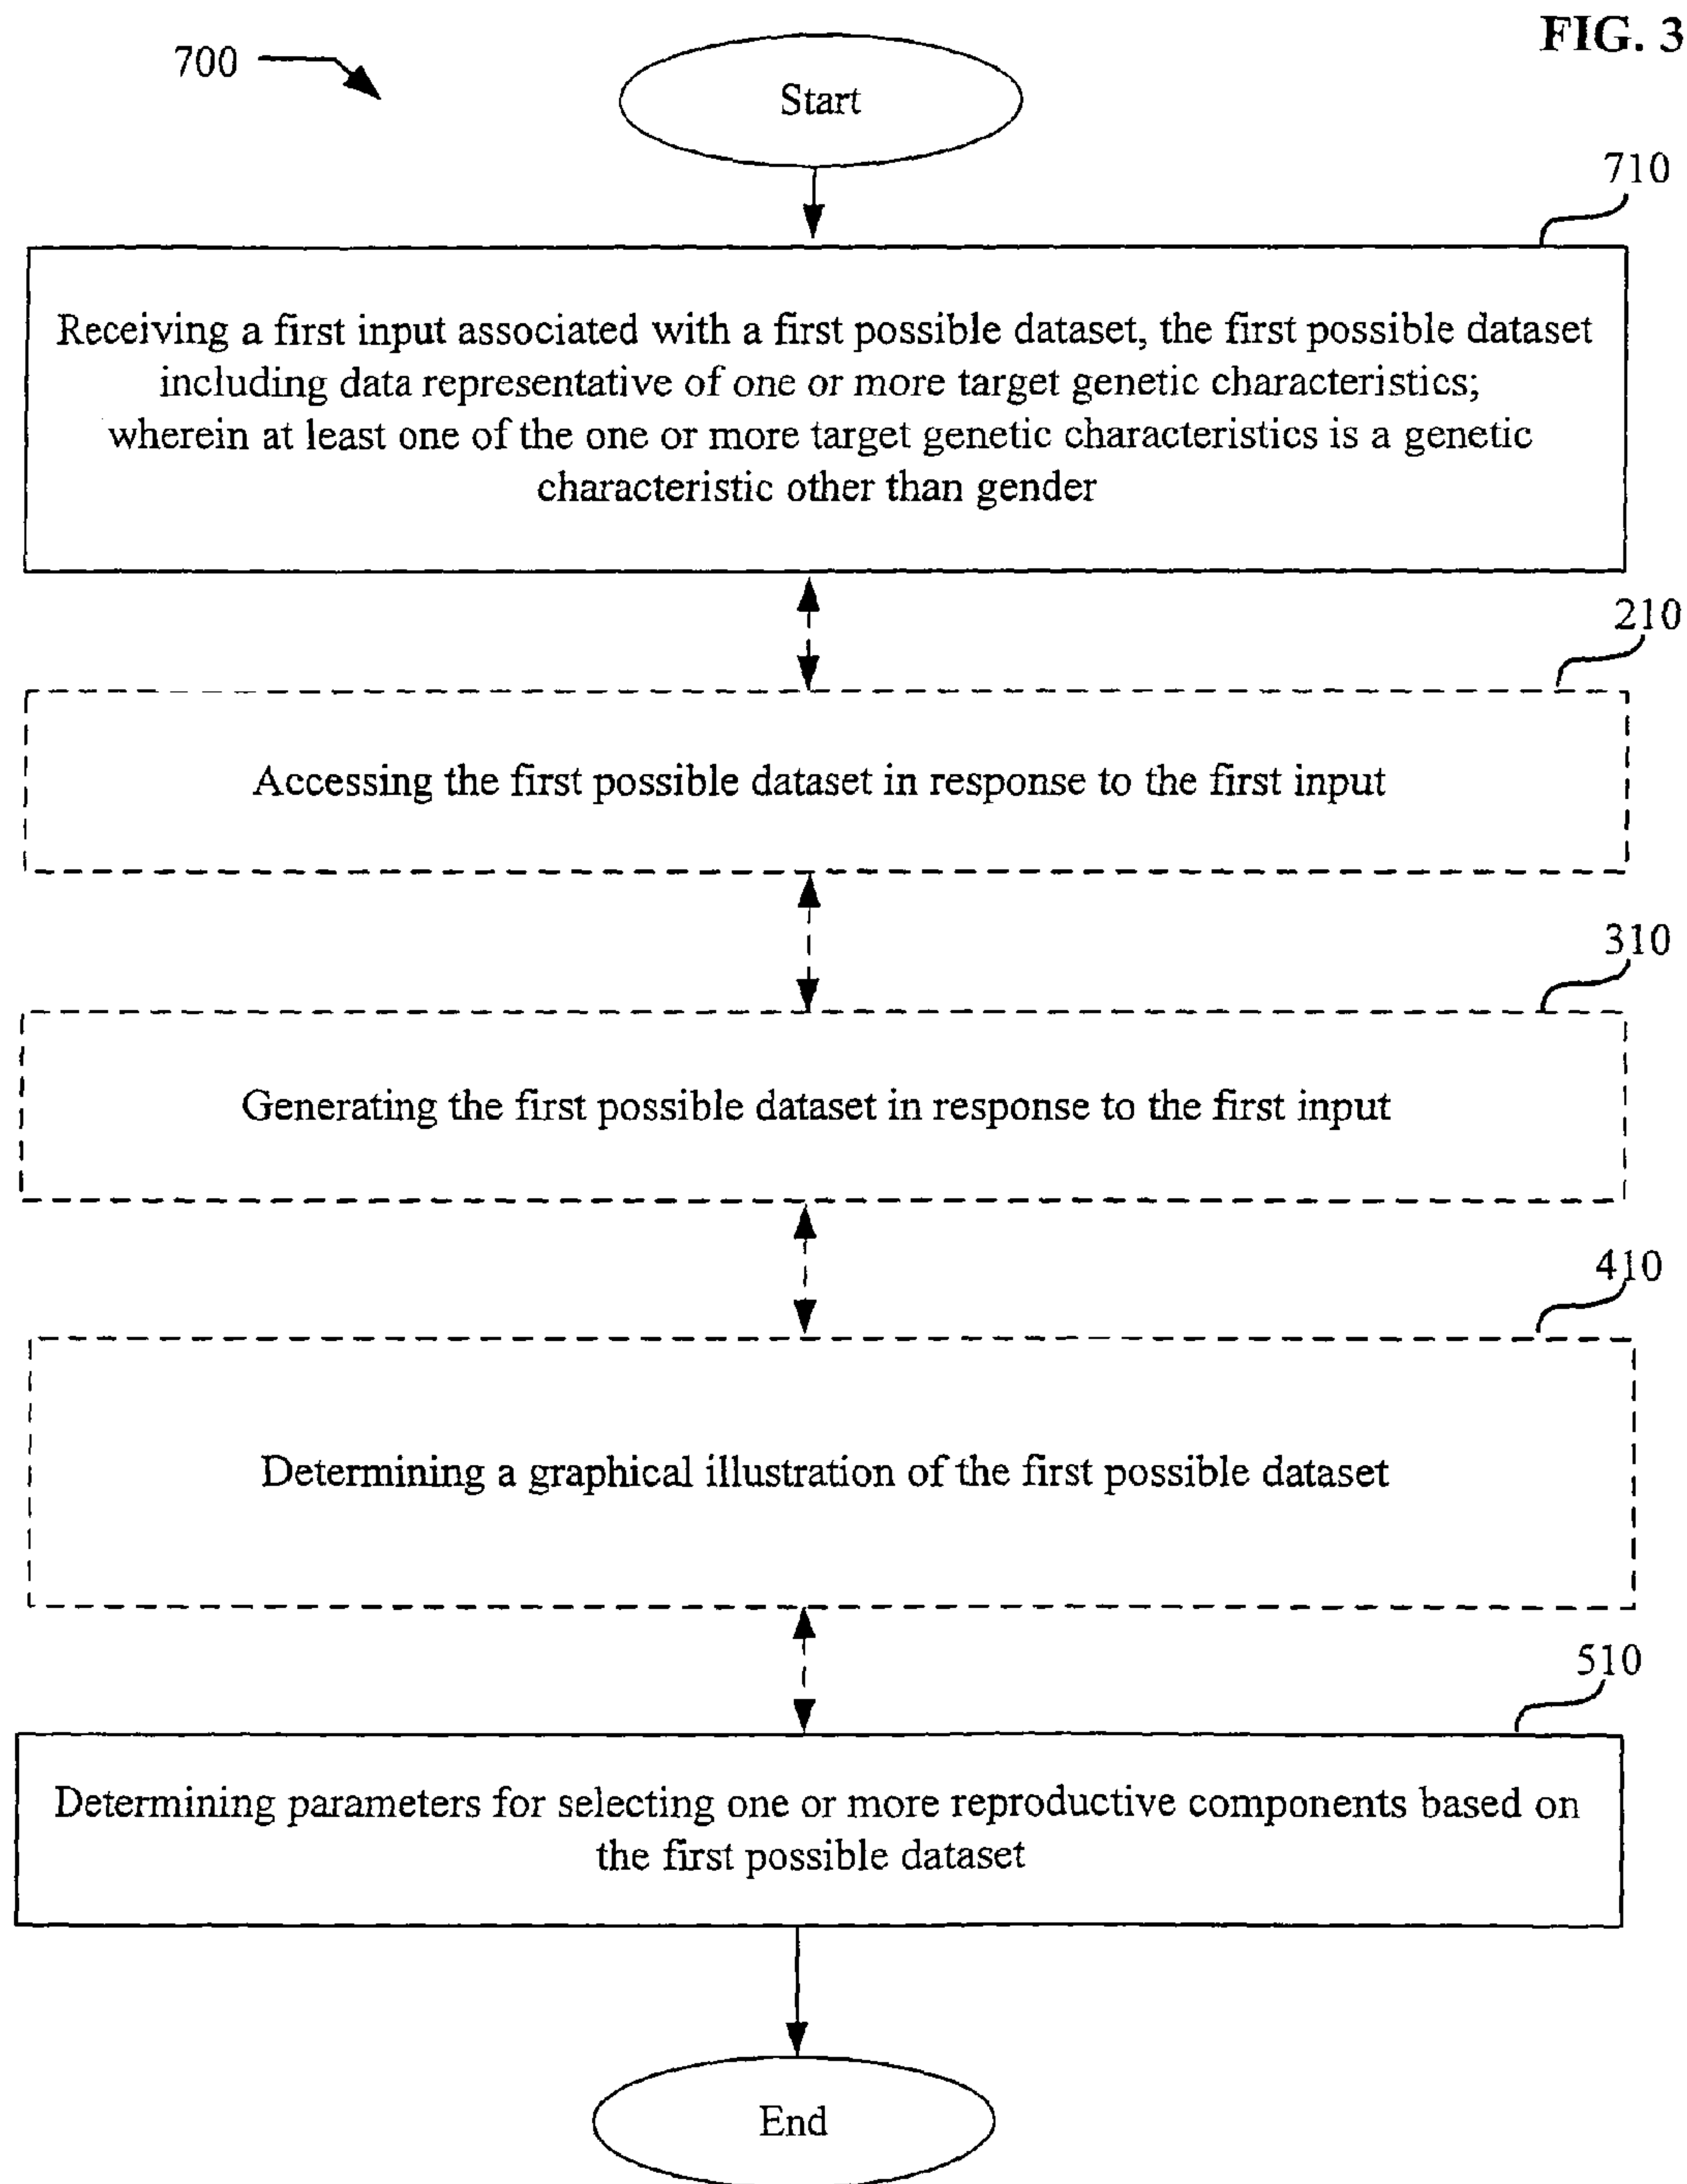 FIG. 3
700
Start
710
Receiving a first input associated with a first possible dataset, the first possible dataset
including data representative of one or more target genetic characteristics;
wherein at least one of the one or more target genetic characteristics is a genetic
characteristic other than gender
210
Accessing the first possible dataset in response to the first input
310
Generating the first possible dataset in response to the first input
410
Determining a graphical illustration of the first possible dataset
510
Determining parameters for selecting one or more reproductive components based on
the first possible dataset
End